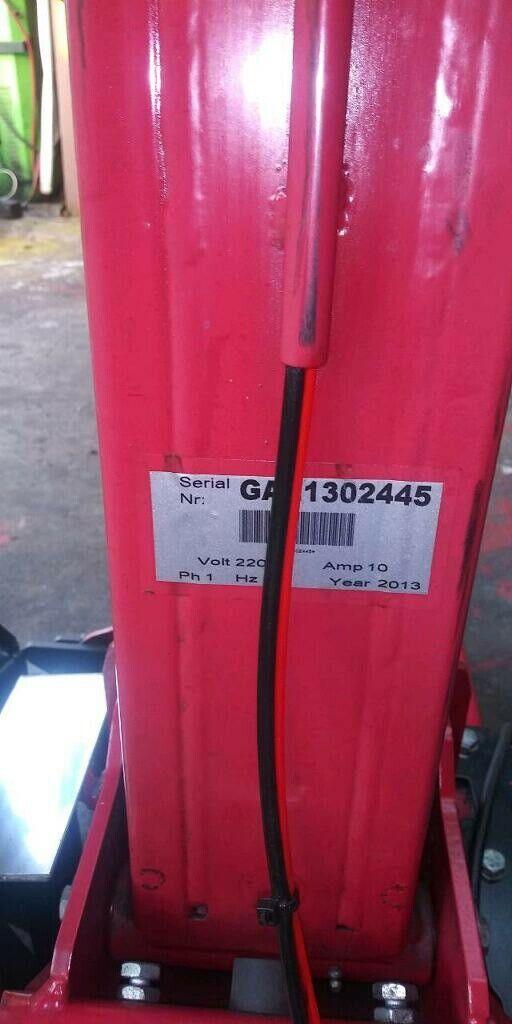 Serial
Nr: GA 1302445
Volt 220 Amp 10
Ph 1 Hz Year 2013